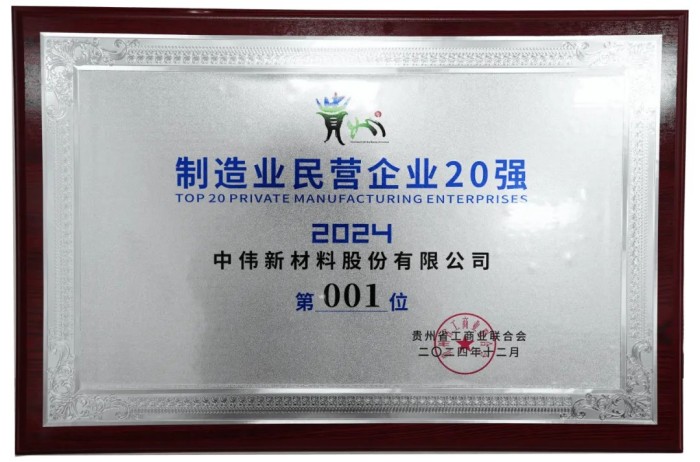 制造业民营企业20强
TOP 20 PRIVATE MANUFACTURING ENTERPRISES
2024
中伟新材料股份有限公司
第001位
贵州省工商业联合会
二〇二四年十二月